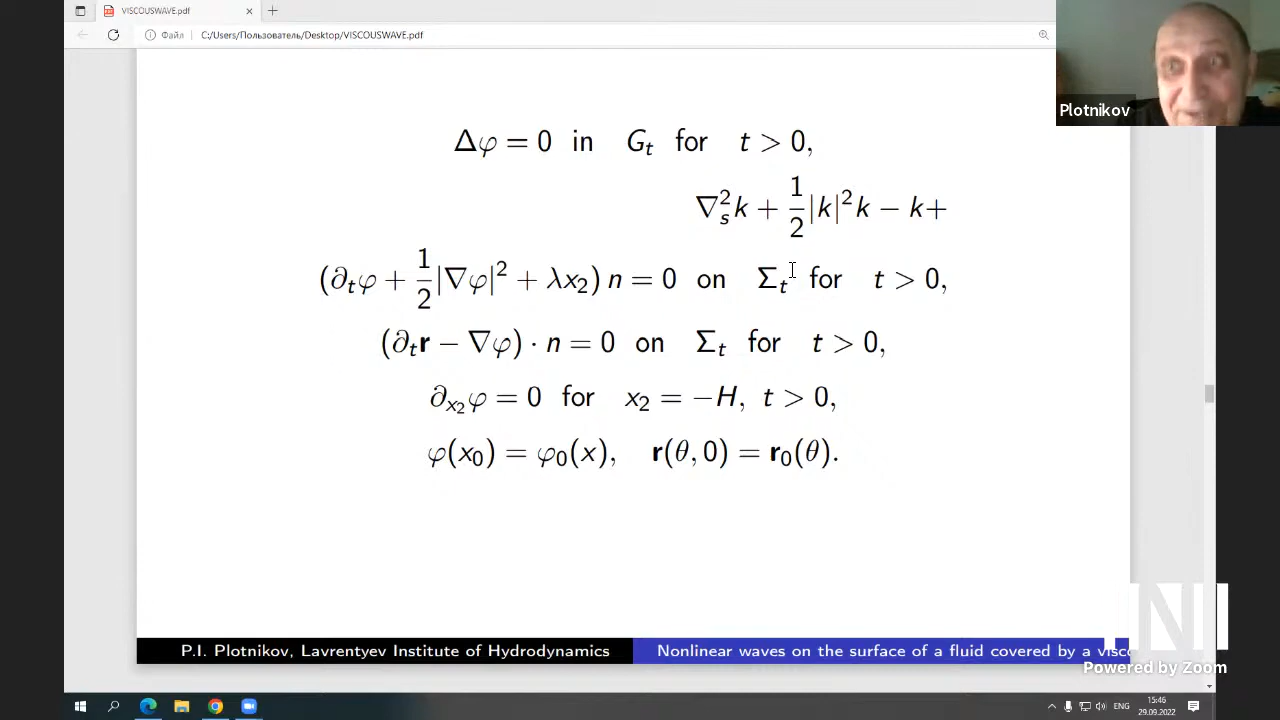 VISCOUSWAVE.pdf
Файл C:/Users/Пользователь/Desktop/VISCOUSWAVE.pdf
Plotnikov
Δφ = 0 in G_t for t > 0,
∇_s^2 k + 1/2 |k|^2 k − k+
(∂_t φ + 1/2 |∇φ|^2 + λx_2) n = 0 on Σ_t for t > 0,
(∂_t r − ∇φ) · n = 0 on Σ_t for t > 0,
∂_{x_2} φ = 0 for x_2 = −H, t > 0,
φ(x_0) = φ_0(x), r(θ, 0) = r_0(θ).
P.I. Plotnikov, Lavrentyev Institute of Hydrodynamics Nonlinear waves on the surface of a fluid covered by a visc
Powered by Zoom
ENG 15:46
29.09.2022